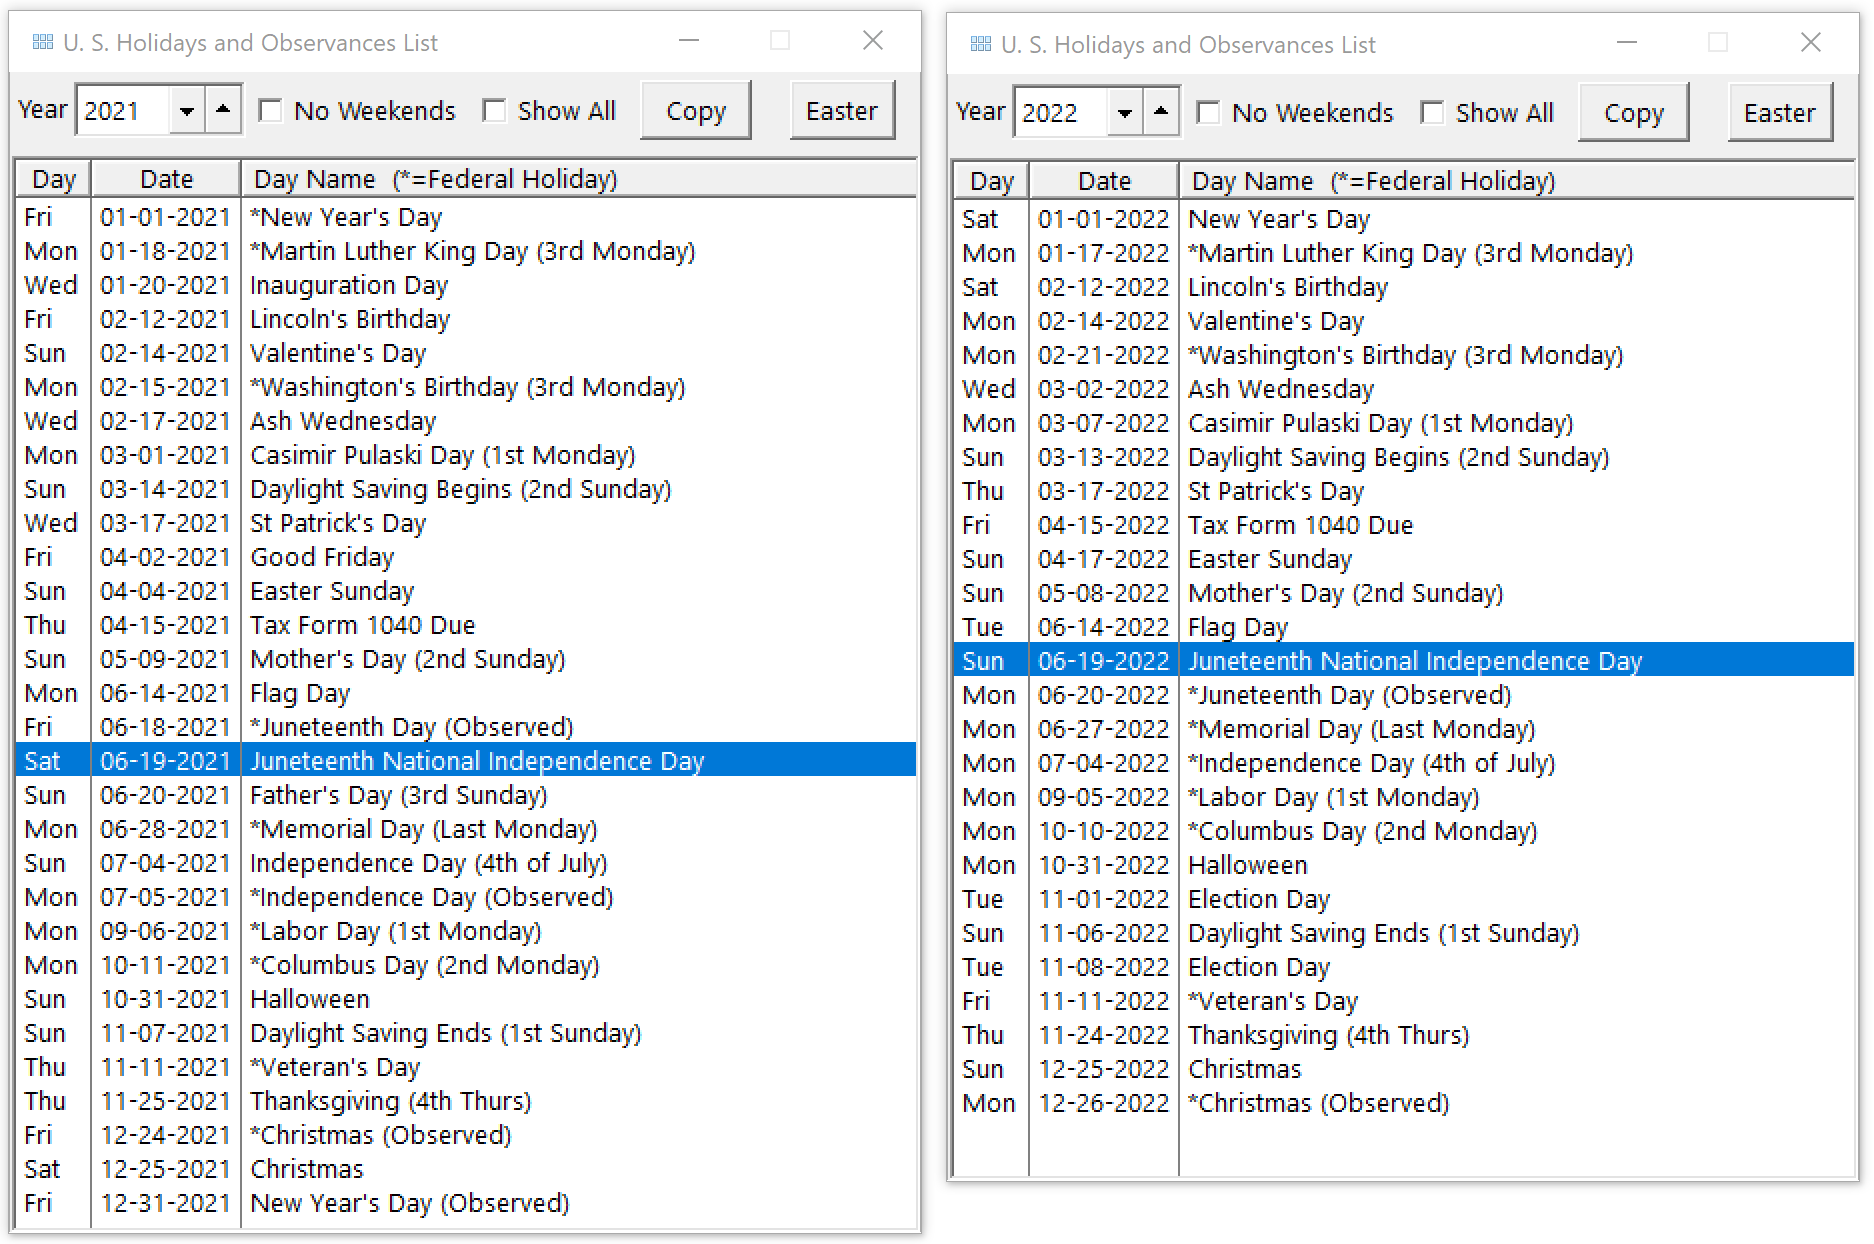 U. S. Holidays and Observances List
Year 2021 No Weekends Show All Copy Easter
Day Date Day Name (*=Federal Holiday)
Fri 01-01-2021 *New Year's Day
Mon 01-18-2021 *Martin Luther King Day (3rd Monday)
Wed 01-20-2021 Inauguration Day
Fri 02-12-2021 Lincoln's Birthday
Sun 02-14-2021 Valentine's Day
Mon 02-15-2021 *Washington's Birthday (3rd Monday)
Wed 02-17-2021 Ash Wednesday
Mon 03-01-2021 Casimir Pulaski Day (1st Monday)
Sun 03-14-2021 Daylight Saving Begins (2nd Sunday)
Wed 03-17-2021 St Patrick's Day
Fri 04-02-2021 Good Friday
Sun 04-04-2021 Easter Sunday
Thu 04-15-2021 Tax Form 1040 Due
Sun 05-09-2021 Mother's Day (2nd Sunday)
Mon 06-14-2021 Flag Day
Fri 06-18-2021 *Juneteenth Day (Observed)
Sat 06-19-2021 Juneteenth National Independence Day
Sun 06-20-2021 Father's Day (3rd Sunday)
Mon 06-28-2021 *Memorial Day (Last Monday)
Sun 07-04-2021 Independence Day (4th of July)
Mon 07-05-2021 *Independence Day (Observed)
Mon 09-06-2021 *Labor Day (1st Monday)
Mon 10-11-2021 *Columbus Day (2nd Monday)
Sun 10-31-2021 Halloween
Sun 11-07-2021 Daylight Saving Ends (1st Sunday)
Thu 11-11-2021 *Veteran's Day
Thu 11-25-2021 Thanksgiving (4th Thurs)
Fri 12-24-2021 *Christmas (Observed)
Sat 12-25-2021 Christmas
Fri 12-31-2021 New Year's Day (Observed)
U. S. Holidays and Observances List
Year 2022 No Weekends Show All Copy Easter
Day Date Day Name (*=Federal Holiday)
Sat 01-01-2022 New Year's Day
Mon 01-17-2022 *Martin Luther King Day (3rd Monday)
Sat 02-12-2022 Lincoln's Birthday
Mon 02-14-2022 Valentine's Day
Mon 02-21-2022 *Washington's Birthday (3rd Monday)
Wed 03-02-2022 Ash Wednesday
Mon 03-07-2022 Casimir Pulaski Day (1st Monday)
Sun 03-13-2022 Daylight Saving Begins (2nd Sunday)
Thu 03-17-2022 St Patrick's Day
Fri 04-15-2022 Tax Form 1040 Due
Sun 04-17-2022 Easter Sunday
Sun 05-08-2022 Mother's Day (2nd Sunday)
Tue 06-14-2022 Flag Day
Sun 06-19-2022 Juneteenth National Independence Day
Mon 06-20-2022 *Juneteenth Day (Observed)
Mon 06-27-2022 *Memorial Day (Last Monday)
Mon 07-04-2022 *Independence Day (4th of July)
Mon 09-05-2022 *Labor Day (1st Monday)
Mon 10-10-2022 *Columbus Day (2nd Monday)
Mon 10-31-2022 Halloween
Tue 11-01-2022 Election Day
Sun 11-06-2022 Daylight Saving Ends (1st Sunday)
Tue 11-08-2022 Election Day
Fri 11-11-2022 *Veteran's Day
Thu 11-24-2022 Thanksgiving (4th Thurs)
Sun 12-25-2022 Christmas
Mon 12-26-2022 *Christmas (Observed)